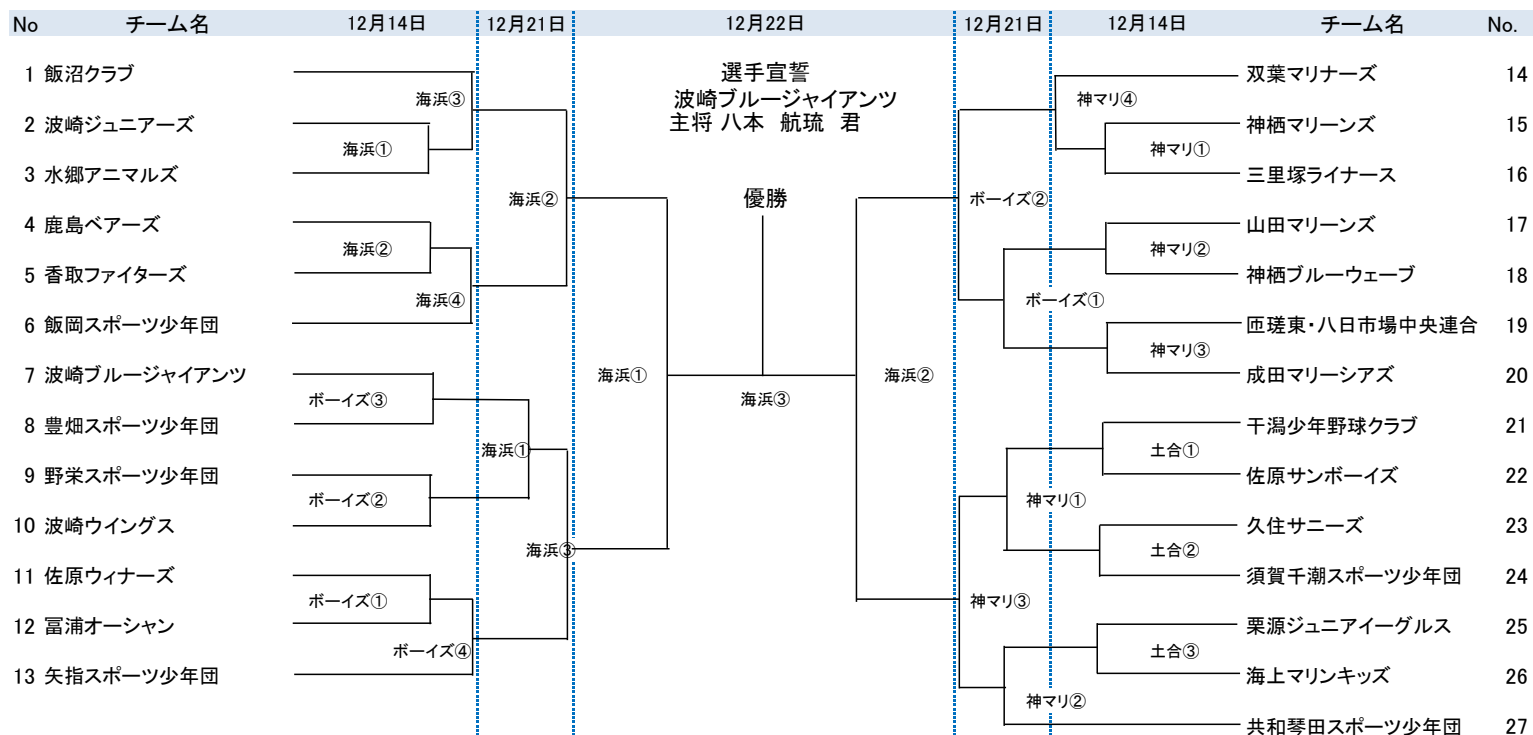 No チーム名 12月14日 12月21日 12月22日 12月21日 12月14日 チーム名 No.
選手宣誓
波崎ブルージャイアンツ
主将 八本 航琉 君
優勝
1 飯沼クラブ
2 波崎ジュニアーズ
3 水郷アニマルズ
4 鹿島ベアーズ
5 香取ファイターズ
6 飯岡スポーツ少年団
7 波崎ブルージャイアンツ
8 豊畑スポーツ少年団
9 野栄スポーツ少年団
10 波崎ウイングス
11 佐原ウィナーズ
12 冨浦オーシャン
13 矢指スポーツ少年団
海浜③
海浜①
海浜②
海浜④
ボーイズ③
ボーイズ②
ボーイズ①
ボーイズ④
海浜②
海浜①
海浜③
海浜①
海浜③
海浜②
ボーイズ②
ボーイズ①
神マリ①
神マリ③
神マリ②
神マリ④
神マリ①
神マリ②
神マリ③
土合①
土合②
土合③
双葉マリナーズ 14
神栖マリーンズ 15
三里塚ライナース 16
山田マリーンズ 17
神栖ブルーウェーブ 18
匝瑳東・八日市場中央連合 19
成田マリーシアズ 20
干潟少年野球クラブ 21
佐原サンボーイズ 22
久住サニーズ 23
須賀千潮スポーツ少年団 24
栗源ジュニアイーグルス 25
海上マリンキッズ 26
共和琴田スポーツ少年団 27